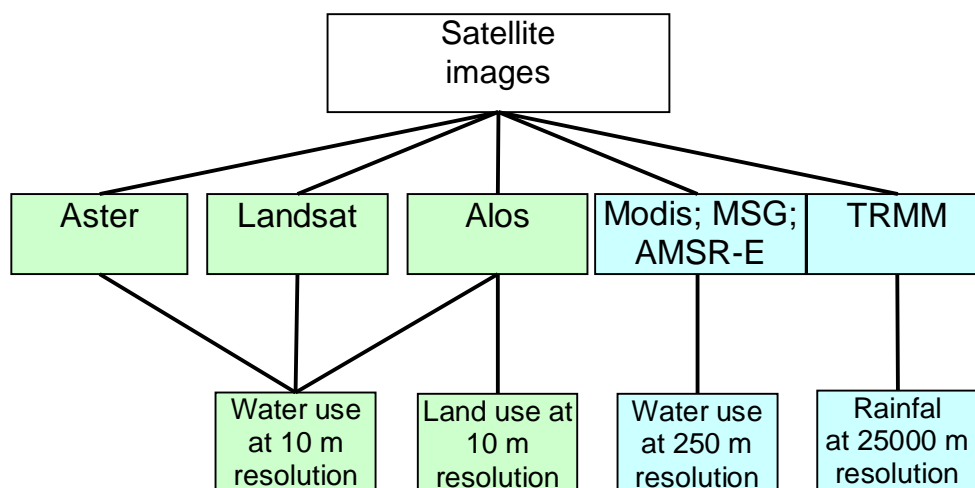 Satellite
images
Aster
Landsat
Alos
Modis; MSG;
AMSR-E
TRMM
Water use
at 10 m
resolution
Land use at
10 m
resolution
Water use
at 250 m
resolution
Rainfal
at 25000 m
resolution